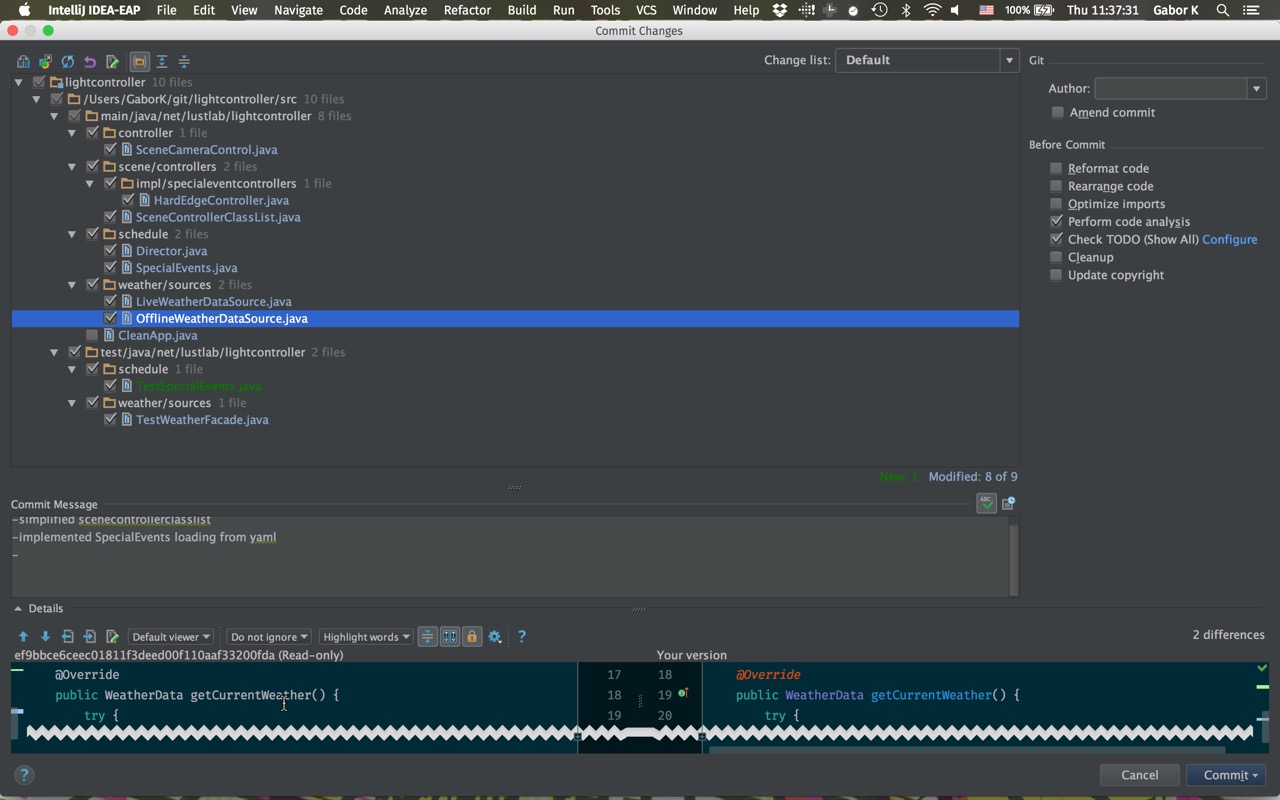 IntelliJ IDEA-EAP File Edit View Navigate Code Analyze Refactor Build Run Tools VCS Window Help 100% Thu 11:37:31 Gabor K
Commit Changes
Change list: Default
Git
lightcontroller 10 files
/Users/GaborK/git/lightcontroller/src 10 files
Author:
main/java/net/lustlab/lightcontroller 8 files
Amend commit
controller 1 file
SceneCameraControl.java
Before Commit
scene/controllers 2 files
Reformat code
impl/specialeventcontrollers 1 file
Rearrange code
HardEdgeController.java
Optimize imports
SceneControllerClassList.java
Perform code analysis
schedule 2 files
Check TODO (Show All) Configure
Director.java
Cleanup
SpecialEvents.java
Update copyright
weather/sources 2 files
LiveWeatherDataSource.java
OfflineWeatherDataSource.java
CleanApp.java
test/java/net/lustlab/lightcontroller 2 files
schedule 1 file
TestSpecialEvents.java
weather/sources 1 file
TestWeatherFacade.java
New: 1 Modified: 8 of 9
Commit Message
ABC
-simplified scenecontrollerclasslist
-implemented SpecialEvents loading from yaml
-
Details
Default viewer Do not ignore Highlight words ? 2 differences
ef9bbce6ceec01811f3deed00f110aaf33200fda (Read-only) Your version
@Override 17 18 @Override
public WeatherData getCurrentWeather() { 18 19 public WeatherData getCurrentWeather() {
try { 19 20 try {
? Cancel Commit